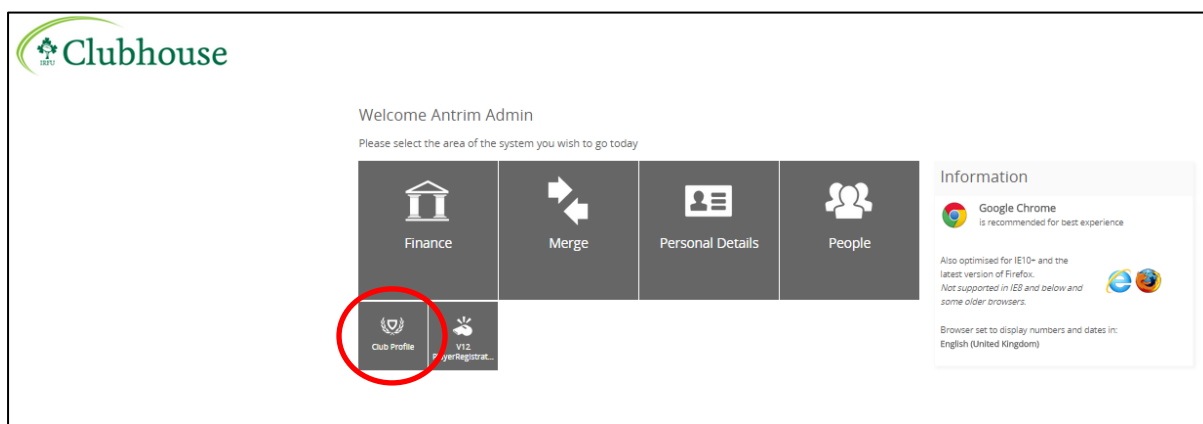 IRFU Clubhouse
Welcome Antrim Admin
Please select the area of the system you wish to go today
Finance
Merge
Personal Details
People
Club Profile
V12
PlayerRegistrat...
Information
Google Chrome
is recommended for best experience
Also optimised for IE10+ and the
latest version of Firefox.
Not supported in IE8 and below and
some older browsers.
Browser set to display numbers and dates in:
English (United Kingdom)